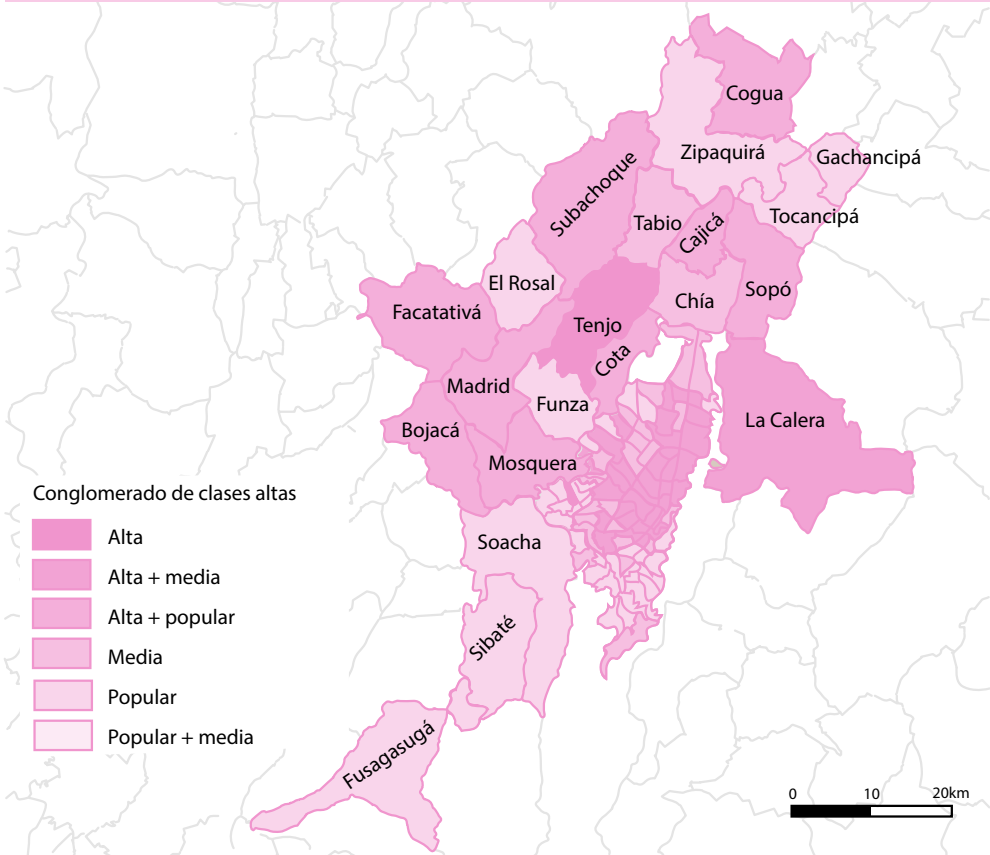 Cogua
Zipaquirá
Gachancipá
Subachoque
Tabio
Cajicá
Tocancipá
El Rosal
Chía
Sopó
Facatativá
Tenjo
Cota
Madrid
Funza
La Calera
Bojacá
Mosquera
Soacha
Sibaté
Fusagasugá
Conglomerado de clases altas
Alta
Alta + media
Alta + popular
Media
Popular
Popular + media
0 10 20km